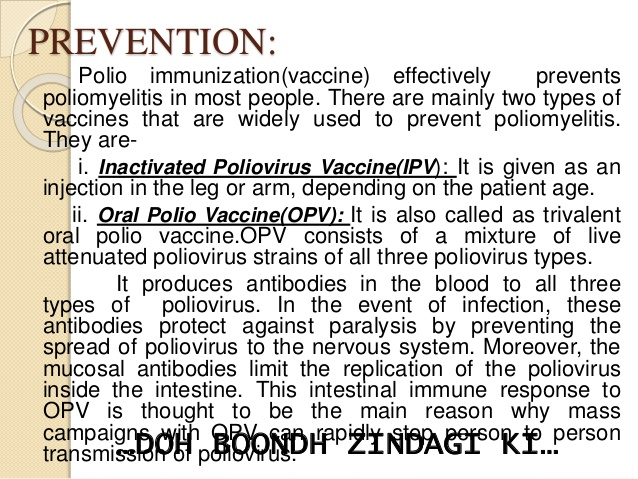 PREVENTION:
Polio immunization(vaccine) effectively prevents
poliomyelitis in most people. There are mainly two types of
vaccines that are widely used to prevent poliomyelitis.
They are-
i. Inactivated Poliovirus Vaccine(IPV): It is given as an
injection in the leg or arm, depending on the patient age.
ii. Oral Polio Vaccine(OPV): It is also called as trivalent
oral polio vaccine.OPV consists of a mixture of live
attenuated poliovirus strains of all three poliovirus types.
It produces antibodies in the blood to all three
types of poliovirus. In the event of infection, these
antibodies protect against paralysis by preventing the
spread of poliovirus to the nervous system. Moreover, the
mucosal antibodies limit the replication of the poliovirus
inside the intestine. This intestinal immune response to
OPV is thought to be the main reason why mass
campaigns with OPV can rapidly stop person to person
transmission of poliovirus.
…DOH BOONDH ZINDAGI KI…